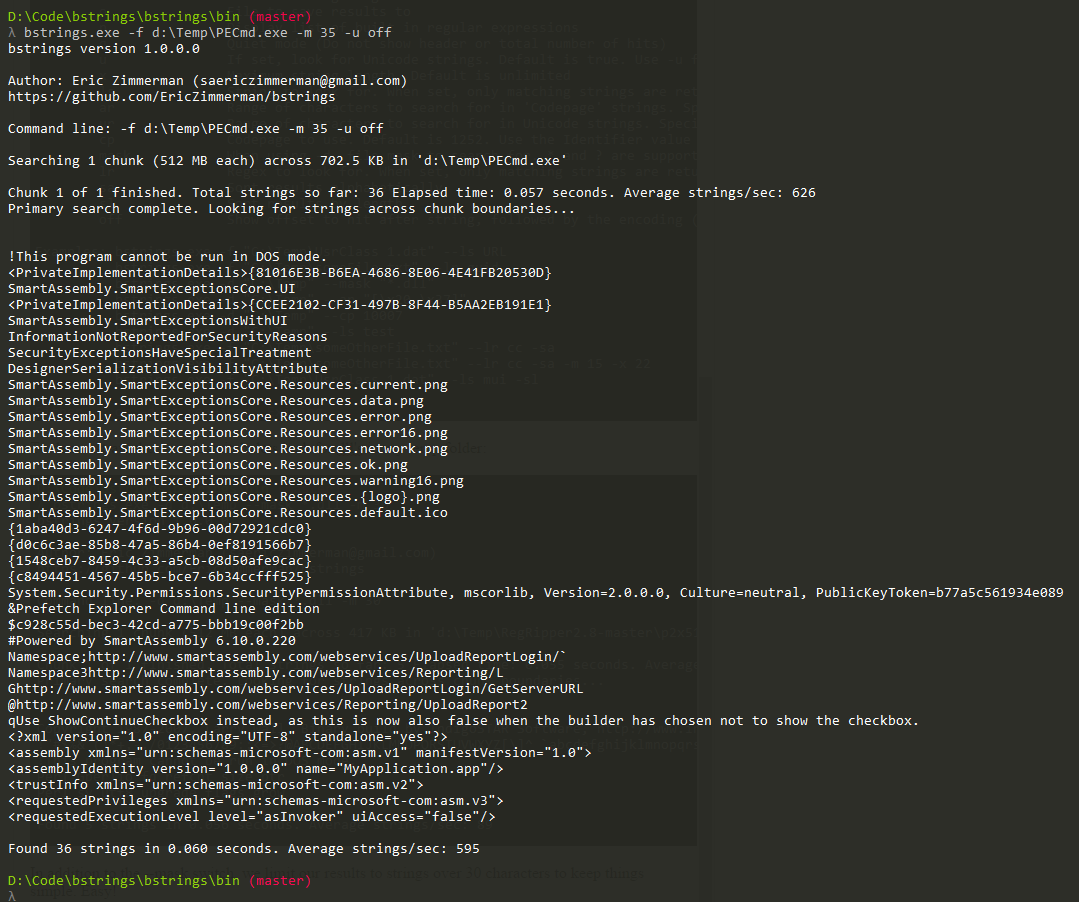 D:\Code\bstrings\bstrings\bin (master)
λ bstrings.exe -f d:\Temp\PECmd.exe -m 35 -u off
bstrings version 1.0.0.0
Author: Eric Zimmerman (saericzimmerman@gmail.com)
https://github.com/EricZimmerman/bstrings
Command line: -f d:\Temp\PECmd.exe -m 35 -u off
Searching 1 chunk (512 MB each) across 702.5 KB in 'd:\Temp\PECmd.exe'
Chunk 1 of 1 finished. Total strings so far: 36 Elapsed time: 0.057 seconds. Average strings/sec: 626
Primary search complete. Looking for strings across chunk boundaries...
!This program cannot be run in DOS mode.
<PrivateImplementationDetails>{81016E3B-B6EA-4686-8E06-4E41FB20530D}
SmartAssembly.SmartExceptionsCore.UI
<PrivateImplementationDetails>{CCEE2102-CF31-497B-8F44-B5AA2EB191E1}
SmartAssembly.SmartExceptionsWithUI
InformationNotReportedForSecurityReasons
SecurityExceptionsHaveSpecialTreatment
DesignerSerializationVisibilityAttribute
SmartAssembly.SmartExceptionsCore.Resources.current.png
SmartAssembly.SmartExceptionsCore.Resources.data.png
SmartAssembly.SmartExceptionsCore.Resources.error.png
SmartAssembly.SmartExceptionsCore.Resources.error16.png
SmartAssembly.SmartExceptionsCore.Resources.network.png
SmartAssembly.SmartExceptionsCore.Resources.ok.png
SmartAssembly.SmartExceptionsCore.Resources.warning16.png
SmartAssembly.SmartExceptionsCore.Resources.{logo}.png
SmartAssembly.SmartExceptionsCore.Resources.default.ico
{1aba40d3-6247-4f6d-9b96-00d72921cdc0}
{d0c6c3ae-85b8-47a5-86b4-0ef8191566b7}
{1548ceb7-8459-4c33-a5cb-08d50afe9cac}
{c8494451-4567-45b5-bce7-6b34ccfff525}
System.Security.Permissions.SecurityPermissionAttribute, mscorlib, Version=2.0.0.0, Culture=neutral, PublicKeyToken=b77a5c561934e089
&Prefetch Explorer Command line edition
$c928c55d-bec3-42cd-a775-bbb19c00f2bb
#Powered by SmartAssembly 6.10.0.220
Namespace;http://www.smartassembly.com/webservices/UploadReportLogin/`
Namespace3http://www.smartassembly.com/webservices/Reporting/L
Ghttp://www.smartassembly.com/webservices/UploadReportLogin/GetServerURL
@http://www.smartassembly.com/webservices/Reporting/UploadReport2
qUse ShowContinueCheckbox instead, as this is now also false when the builder has chosen not to show the checkbox.
<?xml version="1.0" encoding="UTF-8" standalone="yes"?>
<assembly xmlns="urn:schemas-microsoft-com:asm.v1" manifestVersion="1.0">
<assemblyIdentity version="1.0.0.0" name="MyApplication.app"/>
<trustInfo xmlns="urn:schemas-microsoft-com:asm.v2">
<requestedPrivileges xmlns="urn:schemas-microsoft-com:asm.v3">
<requestedExecutionLevel level="asInvoker" uiAccess="false"/>
Found 36 strings in 0.060 seconds. Average strings/sec: 595
D:\Code\bstrings\bstrings\bin (master)
λ